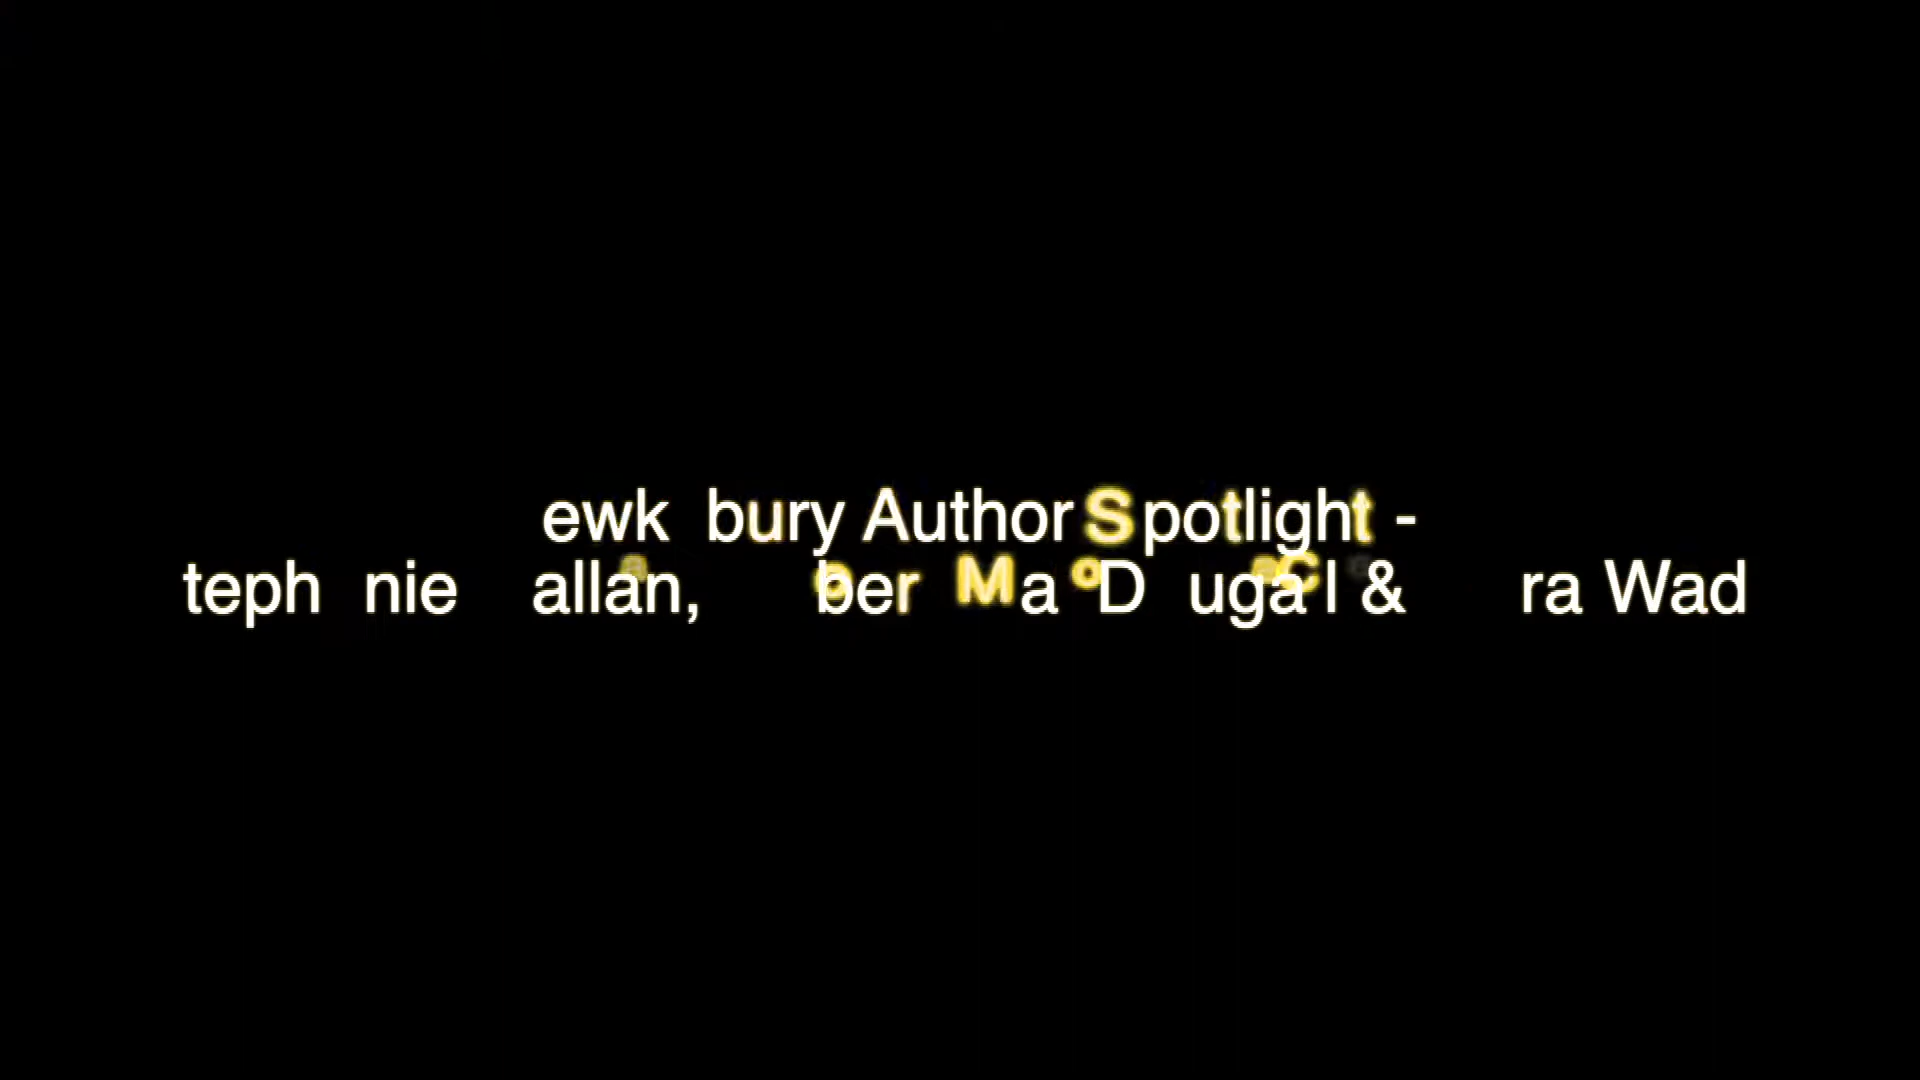 ewk bury Author Spotlight -
teph nie allan, ber Ma D uga l & ra Wad